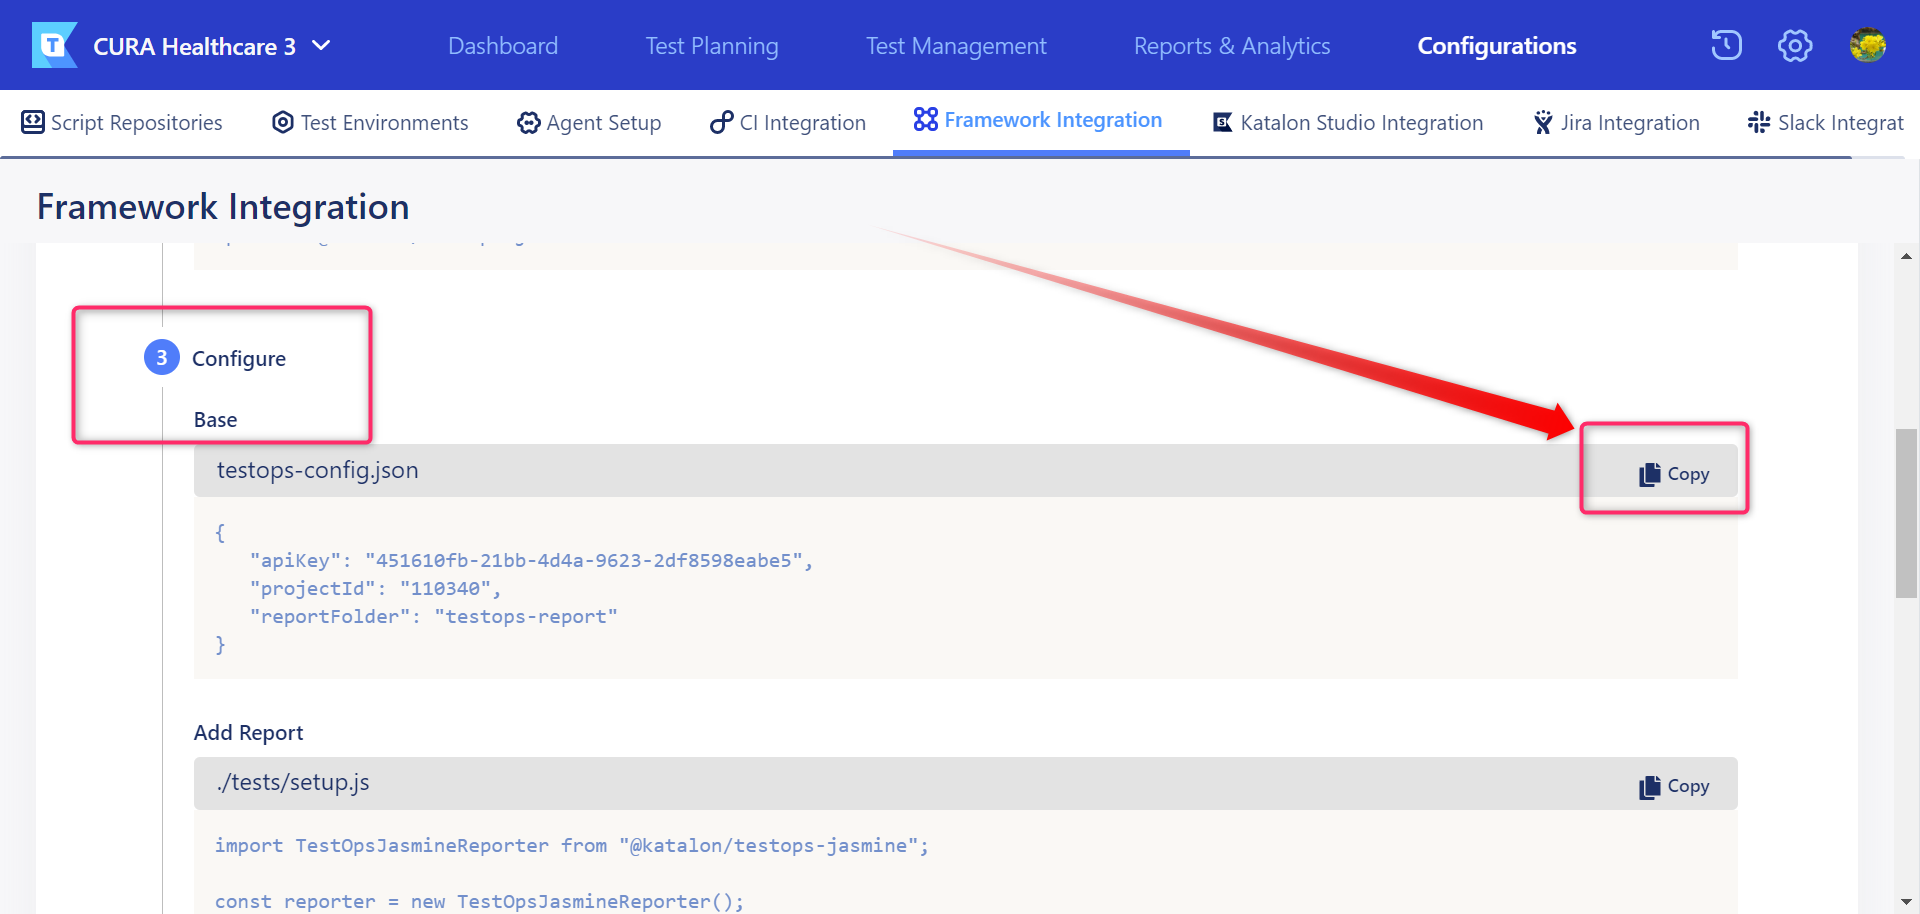 CURA Healthcare 3
Dashboard
Test Planning
Test Management
Reports & Analytics
Configurations
Script Repositories
Test Environments
Agent Setup
CI Integration
Framework Integration
Katalon Studio Integration
Jira Integration
Slack Integrat
Framework Integration
3 Configure
Base
testops-config.json
Copy
{
"apiKey": "451610fb-21bb-4d4a-9623-2df8598eabe5",
"projectId": "110340",
"reportFolder": "testops-report"
}
Add Report
./tests/setup.js
Copy
import TestOpsJasmineReporter from "@katalon/testops-jasmine";
const reporter = new TestOpsJasmineReporter();